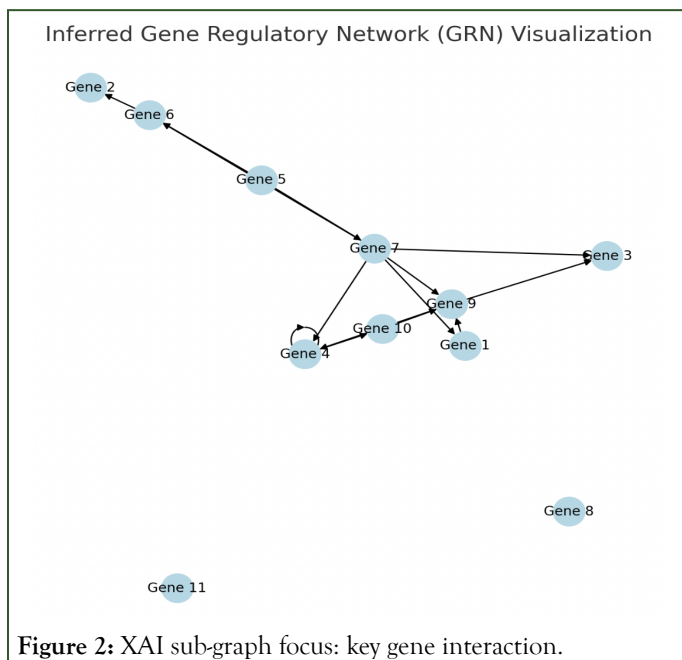 Inferred Gene Regulatory Network (GRN) Visualization
Gene 2
Gene 6
Gene 5
Gene 7
Gene 3
Gene 9
Gene 10
Gene 1
Gene 4
Gene 8
Gene 11
Figure 2: XAI sub-graph focus: key gene interaction.